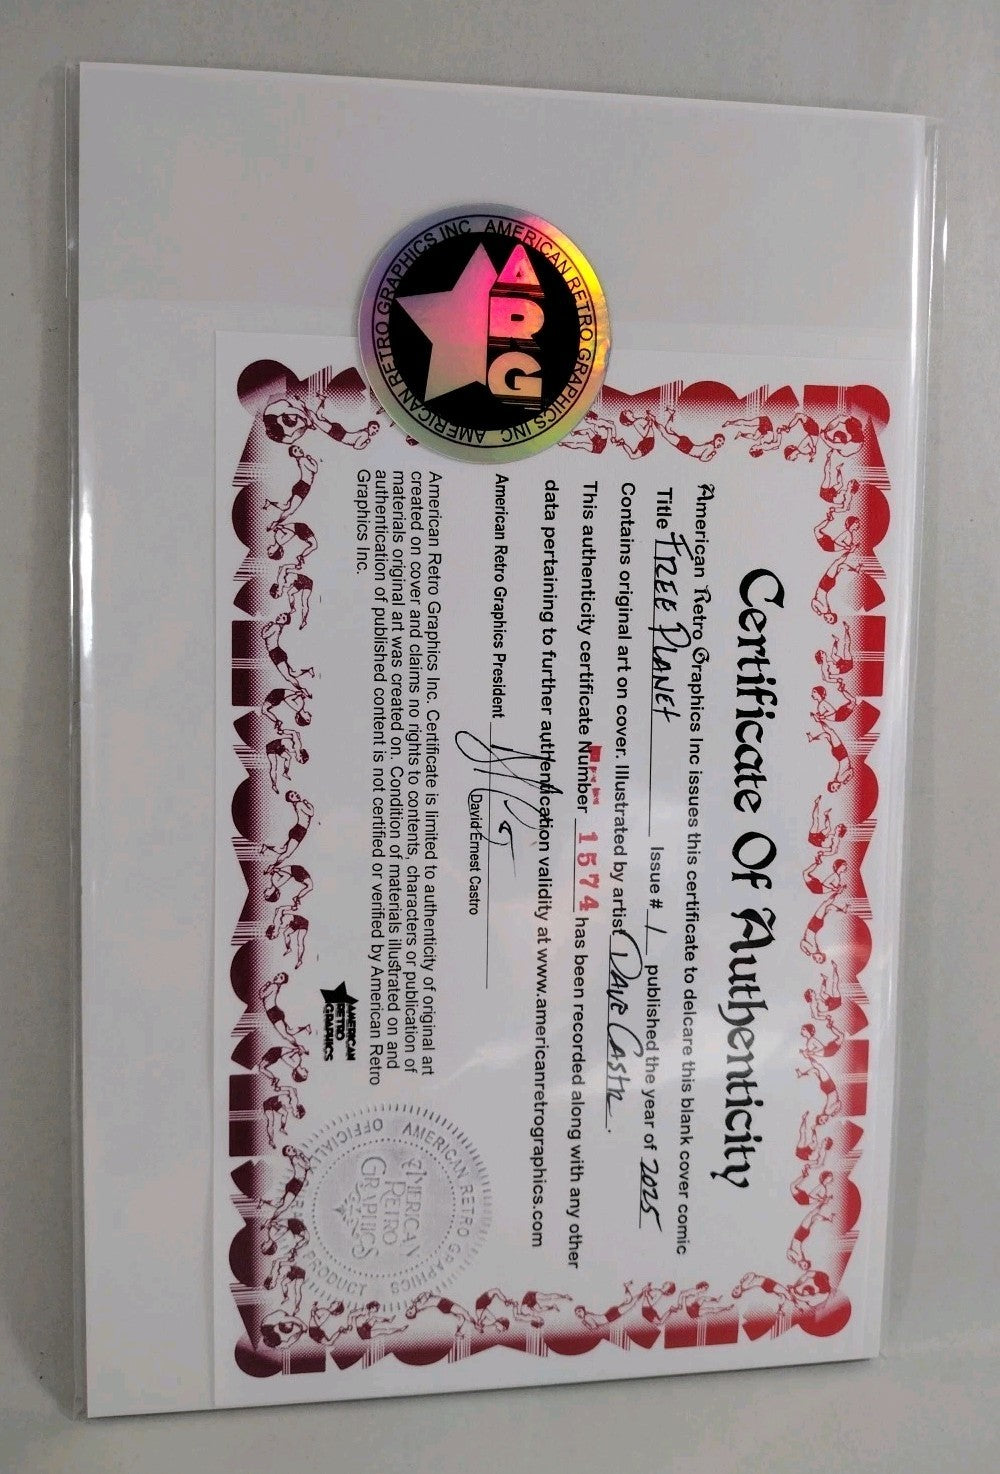 AMERICAN RETRO GRAPHICS INC
AMERICAN RETRO GRAPHICS INC
ARG
Certificate Of Authenticity
American Retro Graphics Inc issues this certificate to delcare this blank cover comic
Title FREE PLANET Issue # 1 published the year of 2025
Contains original art on cover. Illustrated by artist Dave Castr.
This authenticity certificate Number 1574 has been recorded along with any other
data pertaining to further authentication validity at www.americanretrographics.com
American Retro Graphics President
David Ernest Castro
American Retro Graphics Inc. Certificate is limited to authenticity of original art
created on cover and claims no rights to contents, characters or publication of
materials original art was created on. Condition of materials illustrated on and
authentication of published content is not certified or verified by American Retro
Graphics Inc.
AMERICAN
RETRO
GRAPHICS
AMERICAN RETRO GRAPHICS
OFFICIAL
PRODUCT
AMERICAN
RETRO
GRAPHICS